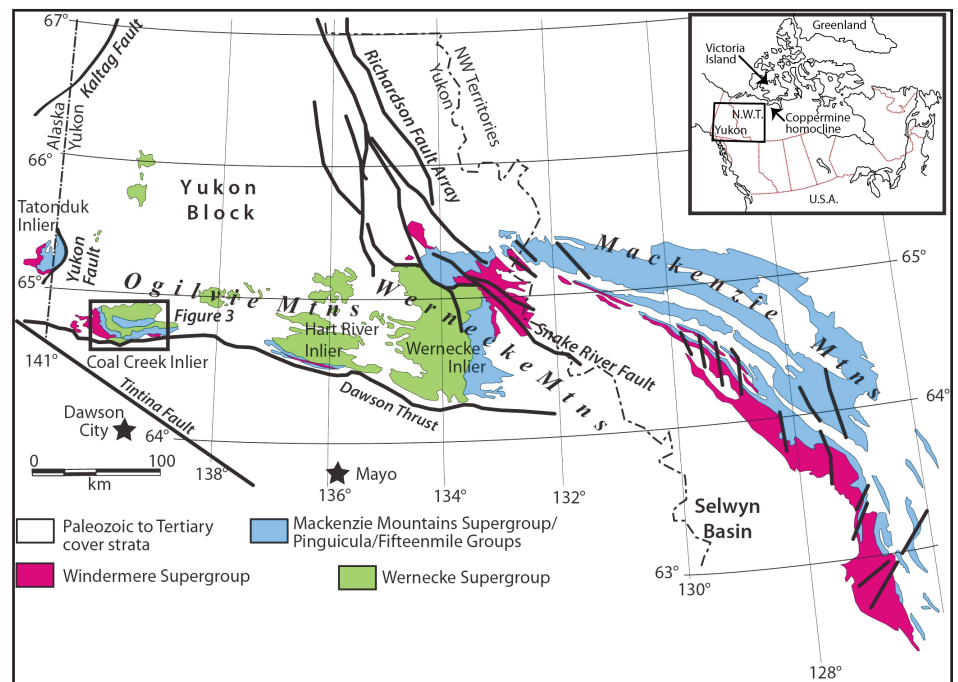 67°
Kaltag Fault
Alaska
Yukon
66°
Yukon
Block
Richardson Fault Array
NW Territories
Yukon
Greenland
Victoria
Island
N.W.T.
Yukon
Coppermine
homocline
U.S.A.
Tatonduk
Inlier
Yukon
Fault
65°
Ogilvie Mtns
Wernecke Mtns
Mackenzie Mtns
65°
Figure 3
Hart River
Inlier
Wernecke
Inlier
Snake River Fault
141°
Coal Creek Inlier
Tintina Fault
Dawson Thrust
64°
Dawson
City
64°
0 100
km
138°
136°
Mayo
134°
132°
Selwyn
Basin
63°
130°
128°
Paleozoic to Tertiary
cover strata
Mackenzie Mountains Supergroup/
Pinguicula/Fifteenmile Groups
Windermere Supergroup
Wernecke Supergroup